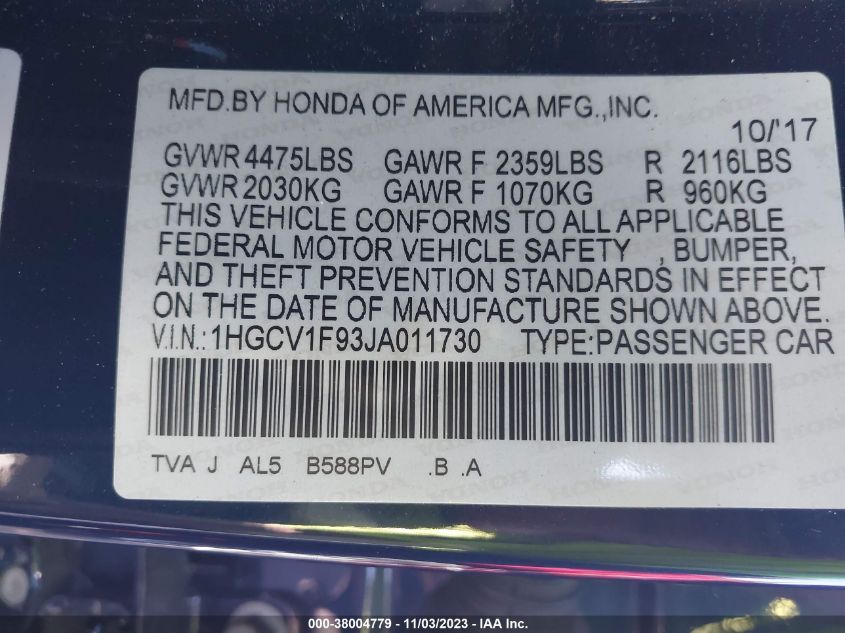 MFD.BY HONDA OF AMERICA MFG.,INC.
10/'17
GVWR 4475LBS GAWR F 2359LBS R 2116LBS
GVWR 2030KG GAWR F 1070KG R 960KG
THIS VEHICLE CONFORMS TO ALL APPLICABLE
FEDERAL MOTOR VEHICLE SAFETY , BUMPER,
AND THEFT PREVENTION STANDARDS IN EFFECT
ON THE DATE OF MANUFACTURE SHOWN ABOVE.
V.I.N.: 1HGCV1F93JA011730 TYPE:PASSENGER CAR
TVA J AL5 B588PV .B .A
000-38004779 - 11/03/2023 - IAA Inc.